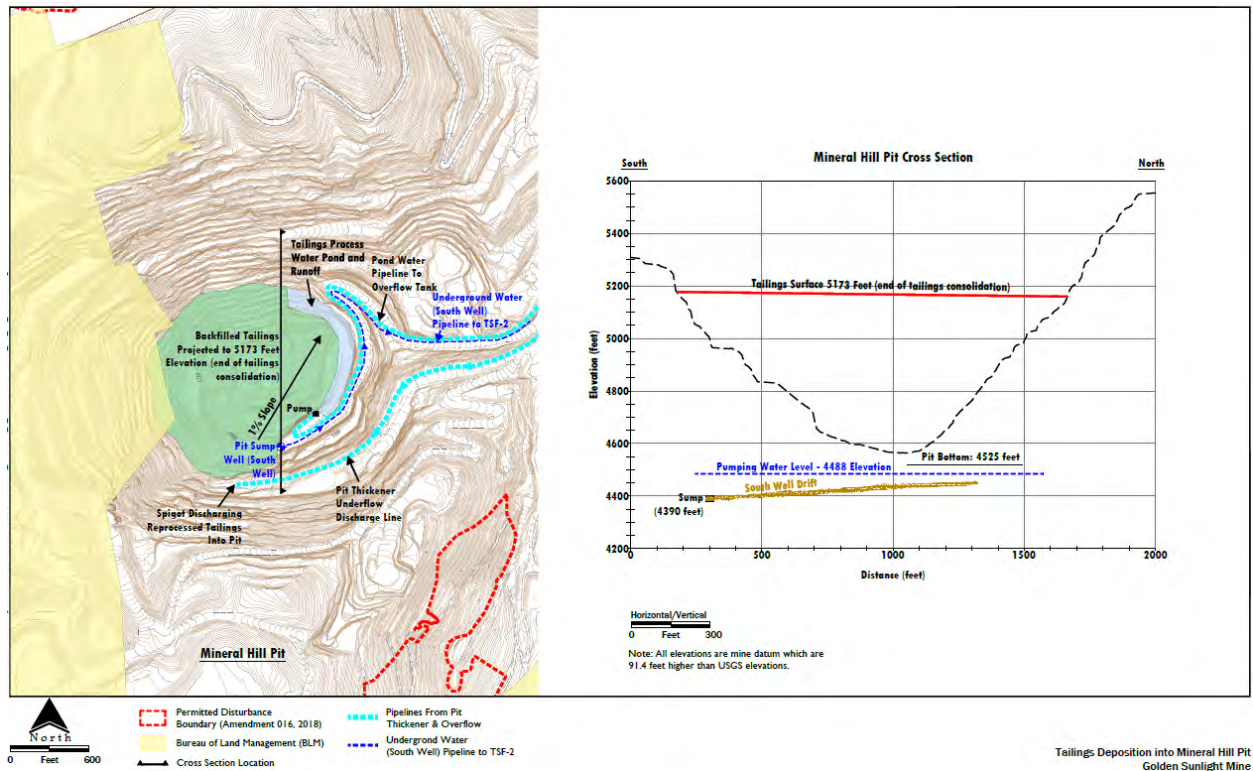 Tailings Process
Water Pond and
Runoff
Pond Water
Pipeline To
Overflow Tank
Underground Water
(South Well)
Pipeline to TSF-2
Backfilled Tailings
Projected to 5173 Feet
Elevation (end of tailings
consolidation)
1% Slope
Pump
Pit Sump
Well (South
Well)
Spigot Discharging
Reprocessed Tailings
Into Pit
Pit Thickener
Underflow
Discharge Line
Mineral Hill Pit
Mineral Hill Pit Cross Section
South
North
5600
5400
5200
5000
4800
4600
4400
4200
Elevation (feet)
Tailings Surface 5173 Feet (end of tailings consolidation)
Pit Bottom: 4525 feet
Pumping Water Level - 4488 Elevation
South Well Drift
Sump
(4390 feet)
0
500
1000
1500
2000
Distance (feet)
Horizontal/Vertical
0 Feet 300
Note: All elevations are mine datum which are
91.4 feet higher than USGS elevations.
North
0 Feet 600
Permitted Disturbance
Boundary (Amendment 016, 2018)
Bureau of Land Management (BLM)
Cross Section Location
Pipelines From Pit
Thickener & Overflow
Undergrond Water
(South Well) Pipeline to TSF-2
Tailings Deposition into Mineral Hill Pit
Golden Sunlight Mine